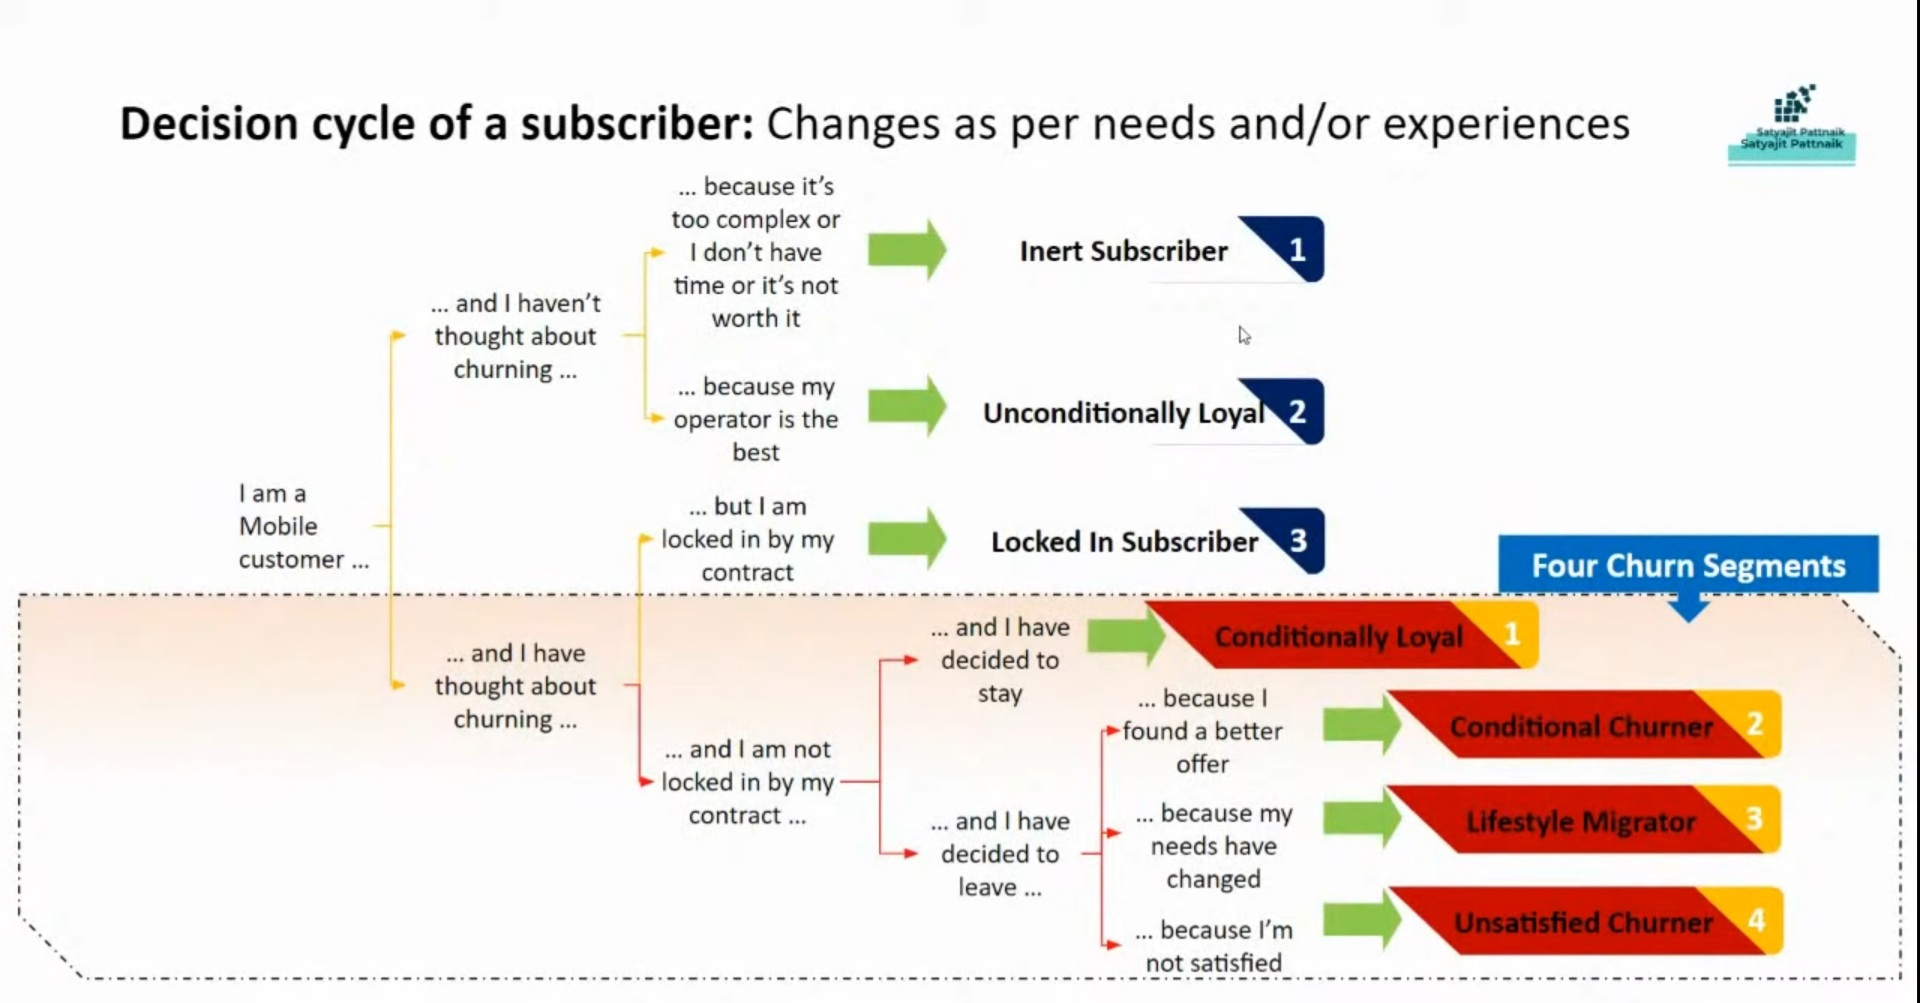 Decision cycle of a subscriber: Changes as per needs and/or experiences
Satyajit Pattnaik
Satyajit Pattnaik
I am a
Mobile
customer ...
... and I haven't
thought about
churning ...
... because it's
too complex or
I don't have
time or it's not
worth it
Inert Subscriber
1
... because my
operator is the
best
Unconditionally Loyal
2
... but I am
locked in by my
contract
Locked In Subscriber
3
Four Churn Segments
... and I have
thought about
churning ...
... and I am not
locked in by my
contract ...
... and I have
decided to
stay
Conditionally Loyal
1
... and I have
decided to
leave ...
... because I
found a better
offer
Conditional Churner
2
... because my
needs have
changed
Lifestyle Migrator
3
... because I'm
not satisfied
Unsatisfied Churner
4